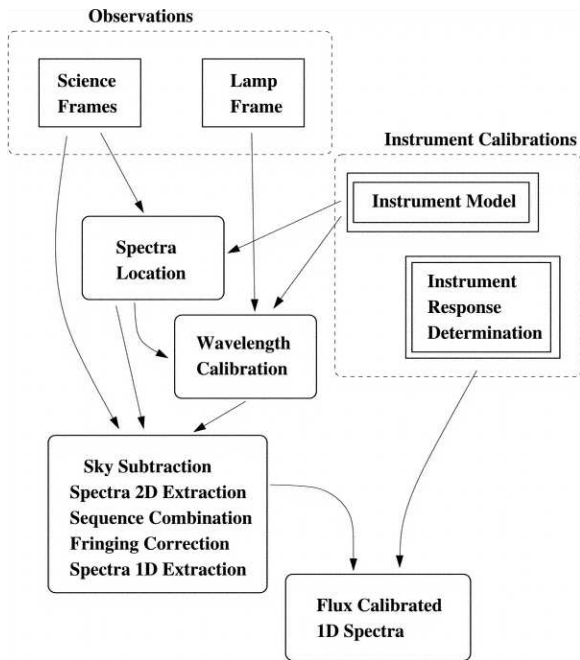 Observations
Science
Frames
Lamp
Frame
Instrument Calibrations
Instrument Model
Spectra
Location
Instrument
Response
Determination
Wavelength
Calibration
Sky Subtraction
Spectra 2D Extraction
Sequence Combination
Fringing Correction
Spectra 1D Extraction
Flux Calibrated
1D Spectra